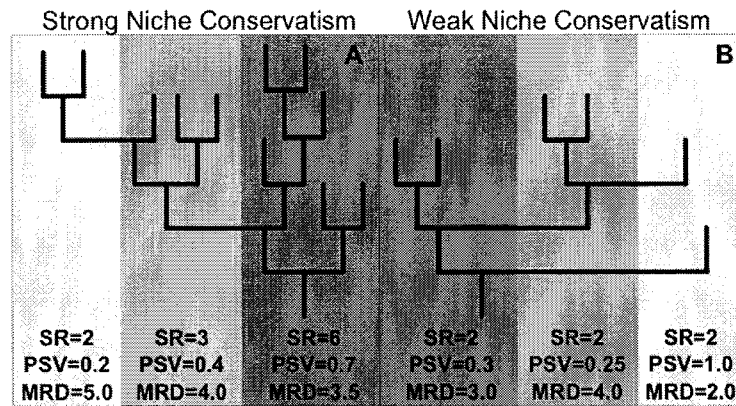 Strong Niche Conservatism Weak Niche Conservatism
A B
SR=2 SR=3 SR=6 SR=2 SR=2 SR=2
PSV=0.2 PSV=0.4 PSV=0.7 PSV=0.3 PSV=0.25 PSV=1.0
MRD=5.0 MRD=4.0 MRD=3.5 MRD=3.0 MRD=4.0 MRD=2.0